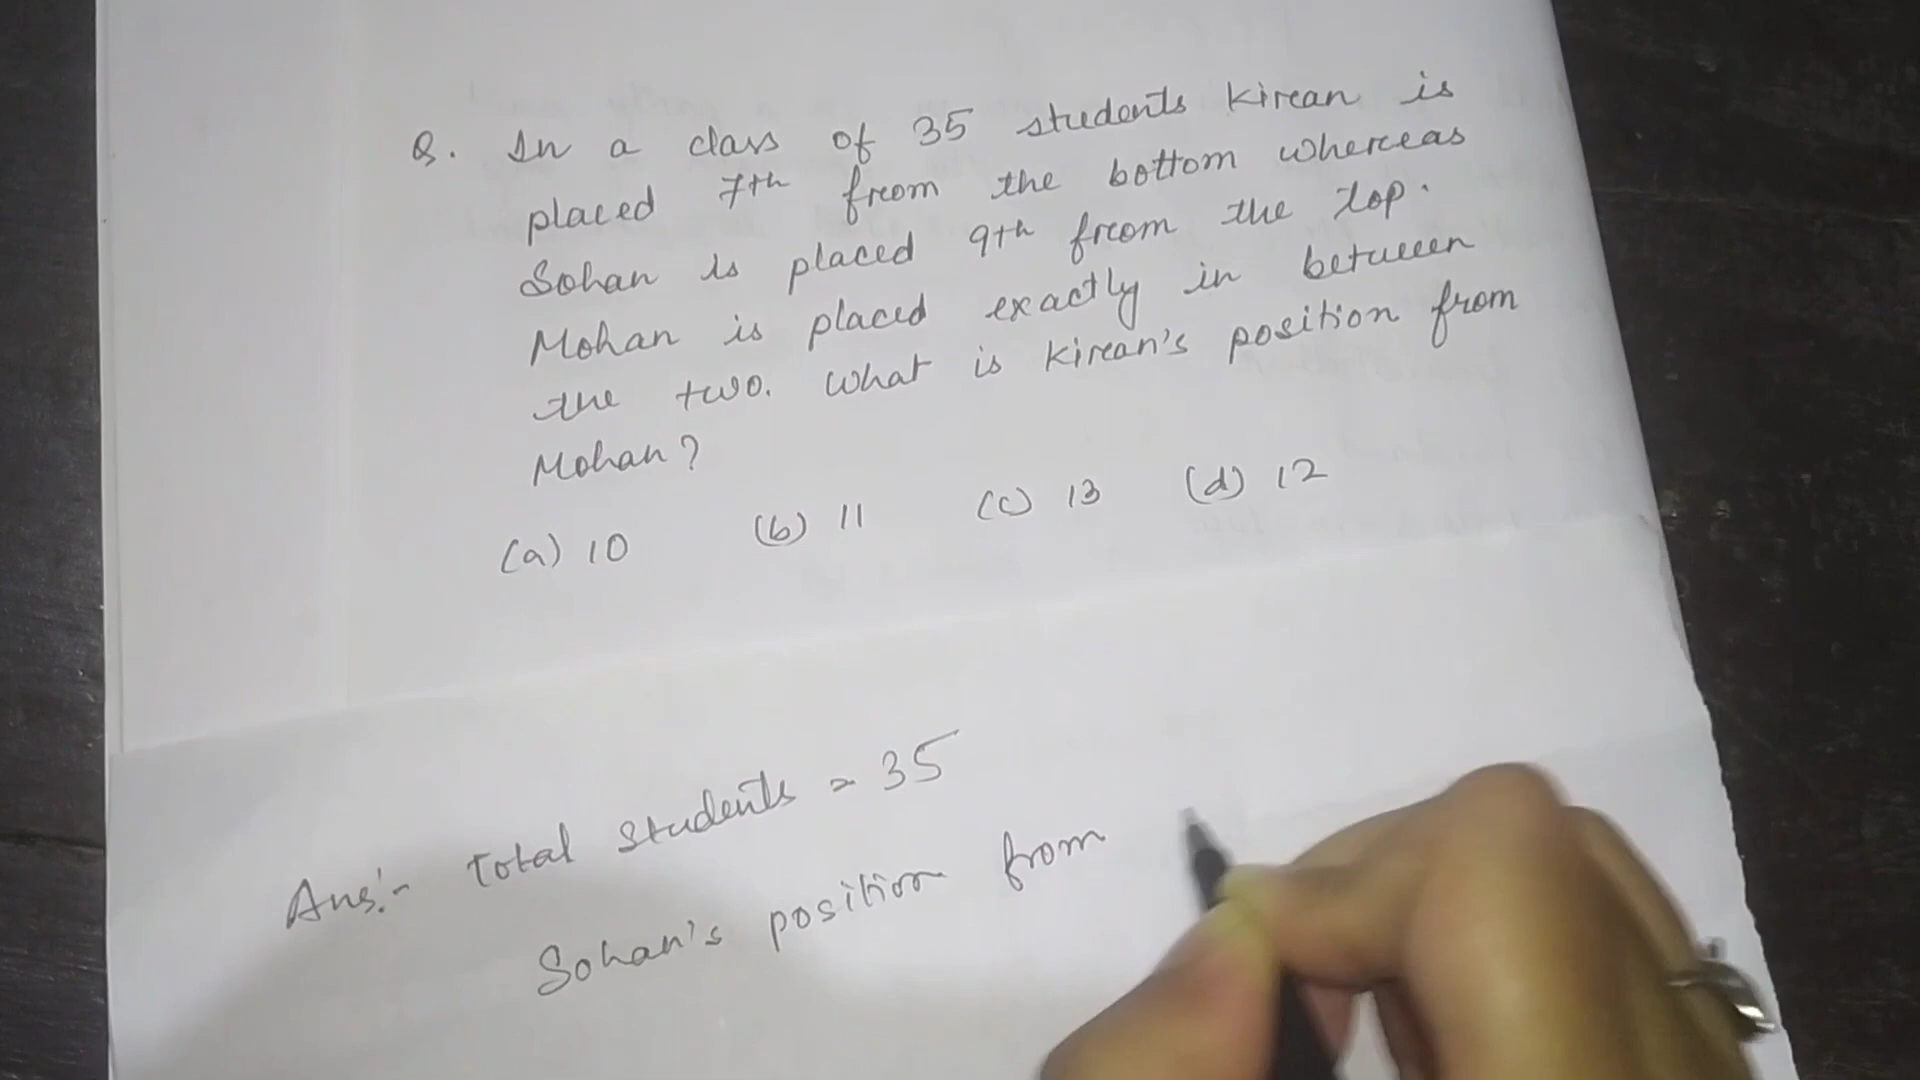 Q. In a class of 35 students Kiran is
placed 7th from the bottom whereas
Sohan is placed 9th from the top.
Mohan is placed exactly in between
the two. What is Kiran's position from
Mohan?
(a) 10 (b) 11 (c) 13 (d) 12
Ans:- Total students = 35
Sohan's position from